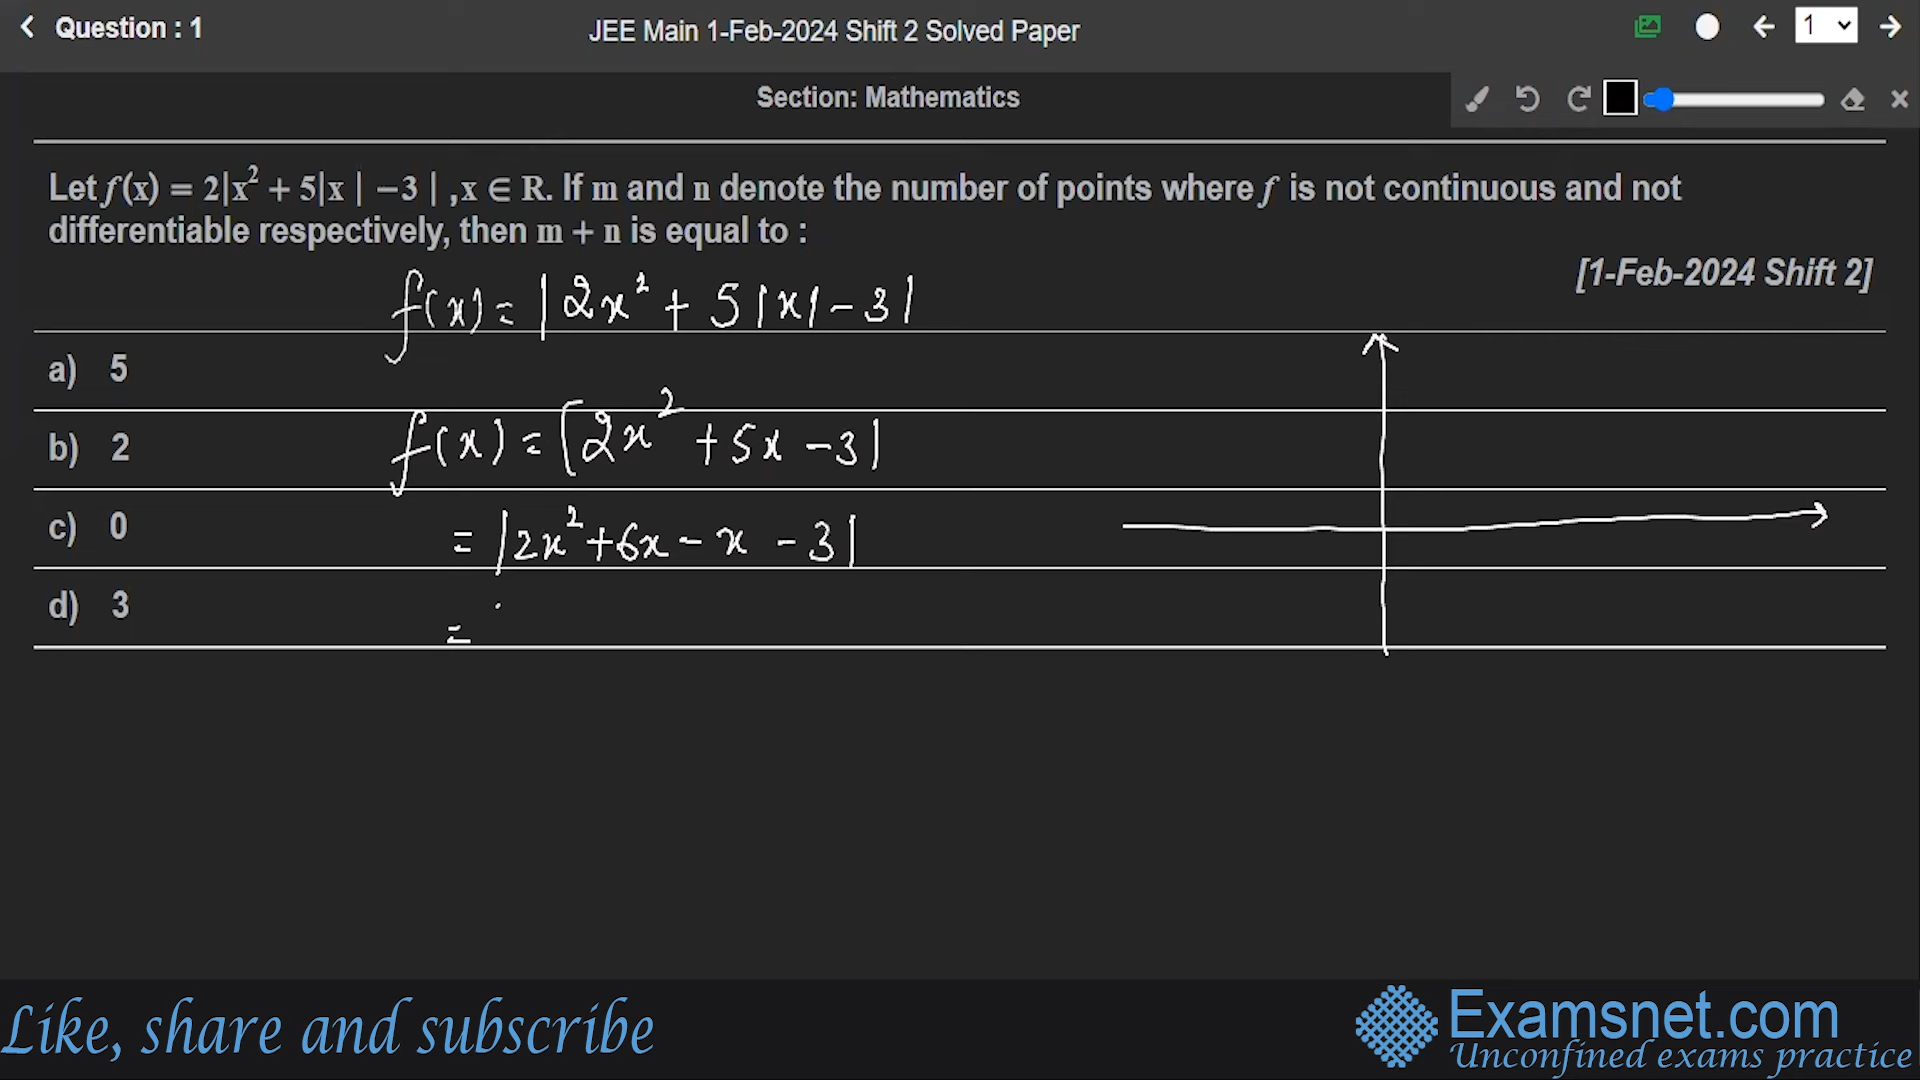 Question : 1
JEE Main 1-Feb-2024 Shift 2 Solved Paper
1
Section: Mathematics
Let f(x) = 2|x² + 5|x | −3 | ,x ∈ R. If m and n denote the number of points where f is not continuous and not
differentiable respectively, then m + n is equal to :
[1-Feb-2024 Shift 2]
f(x) = |2x² + 5|x| − 3|
a) 5
f(x) = |2x² + 5x − 3|
b) 2
= |2x² + 6x − x − 3|
c) 0
d) 3
=
Like, share and subscribe
Examsnet.com
Unconfined exams practice